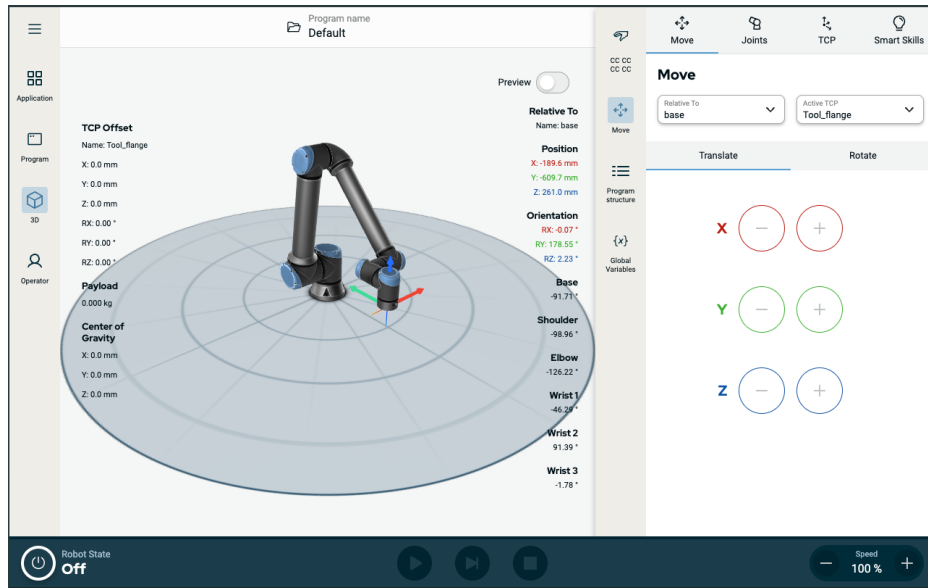 Program name
Default
Application
Program
3D
Operator
Preview
TCP Offset
Name: Tool_flange
X: 0.0 mm
Y: 0.0 mm
Z: 0.0 mm
RX: 0.00 °
RY: 0.00 °
RZ: 0.00 °
Payload
0.000 kg
Center of
Gravity
X: 0.0 mm
Y: 0.0 mm
Z: 0.0 mm
Relative To
Name: base
Position
X: -189.6 mm
Y: -609.7 mm
Z: 261.0 mm
Orientation
RX: -0.07 °
RY: 178.55 °
RZ: 2.23 °
Base
-91.71 °
Shoulder
-98.96 °
Elbow
-126.22 °
Wrist 1
-46.29 °
Wrist 2
91.39 °
Wrist 3
-1.78 °
CC CC
CC CC
Move
Program
structure
{x}
Global
Variables
Move
Joints
TCP
Smart Skills
Move
Relative To
base
Active TCP
Tool_flange
Translate
Rotate
X
Y
Z
Robot State
Off
Speed
100 %